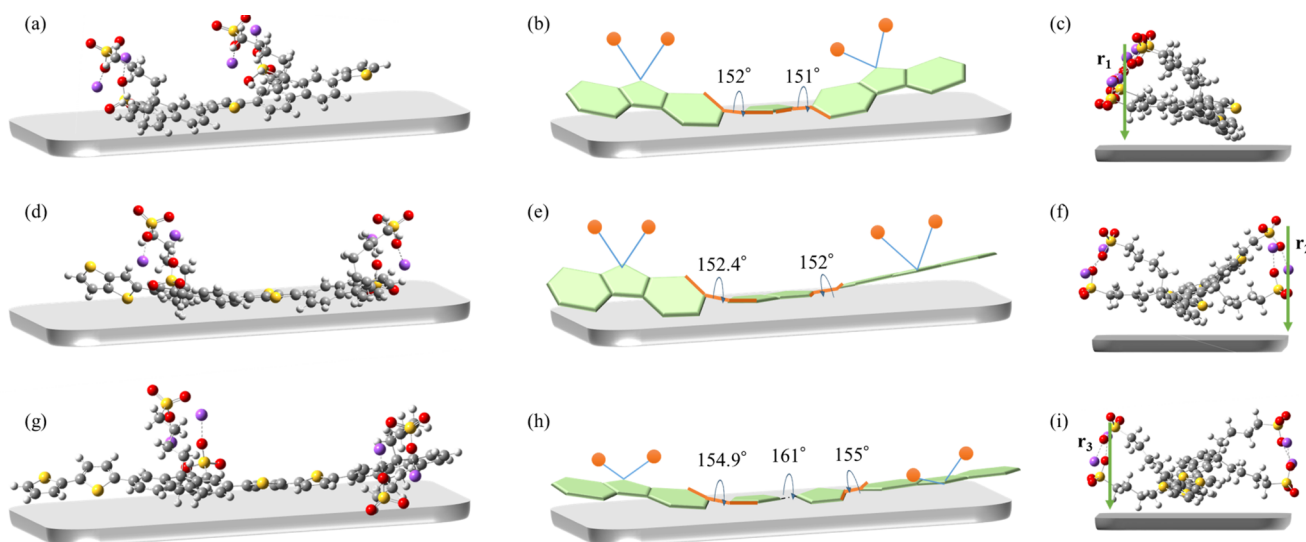 (a)
(b)
152°
151°
(c)
r1
(d)
(e)
152.4°
152°
(f)
r2
(g)
(h)
154.9°
161°
155°
(i)
r3